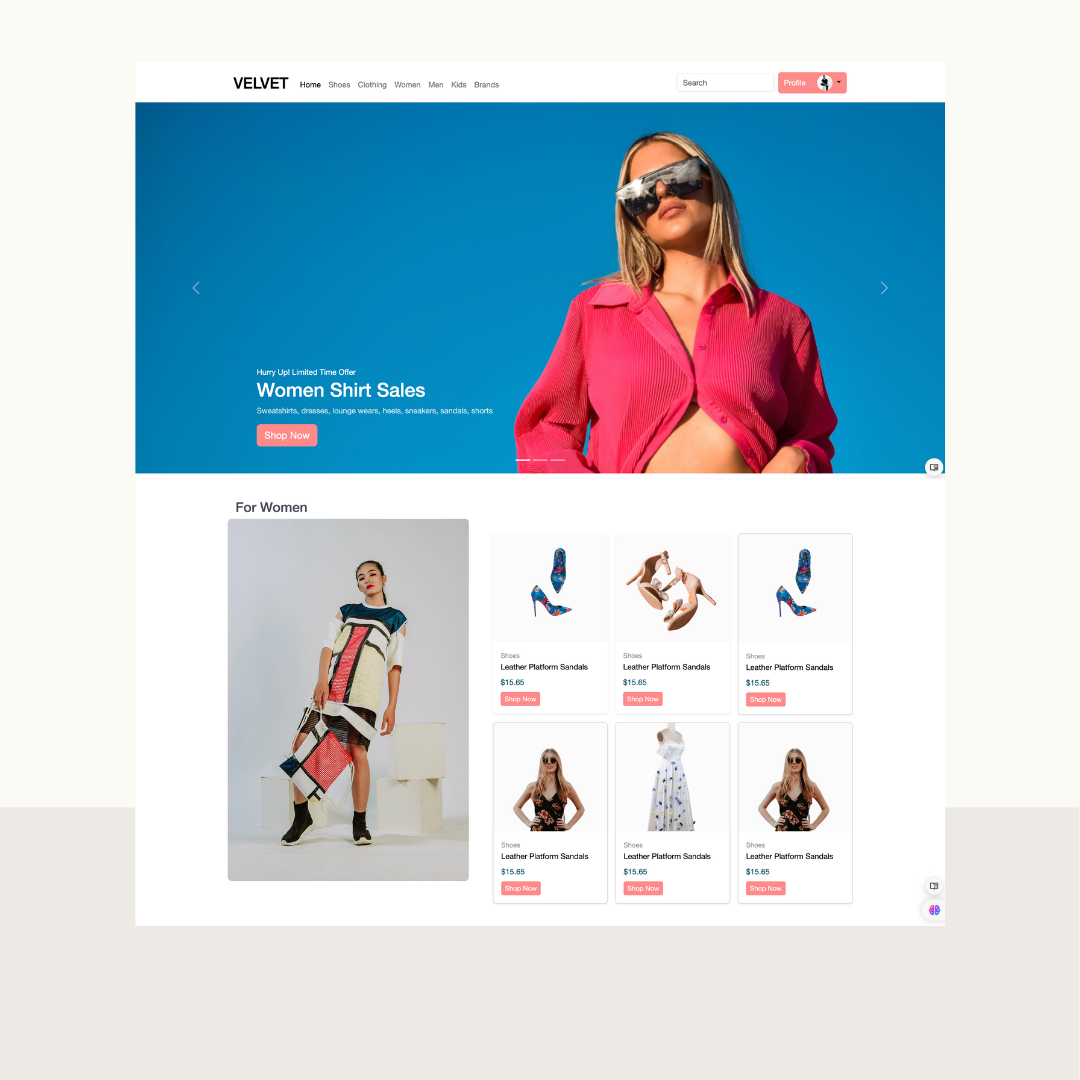 VELVET Home Shoes Clothing Women Men Kids Brands Search Profile
Hurry Up! Limited Time Offer
Women Shirt Sales
Sweatshirts, dresses, lounge wears, heels, sneakers, sandals, shorts
Shop Now
For Women
Shoes
Leather Platform Sandals
$15.65
Shop Now
Shoes
Leather Platform Sandals
$15.65
Shop Now
Shoes
Leather Platform Sandals
$15.65
Shop Now
Shoes
Leather Platform Sandals
$15.65
Shop Now
Shoes
Leather Platform Sandals
$15.65
Shop Now
Shoes
Leather Platform Sandals
$15.65
Shop Now